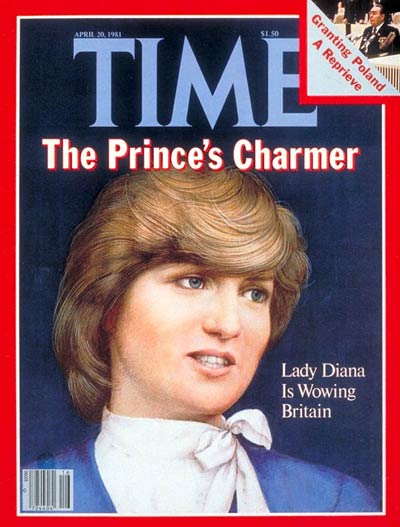 APRIL 20, 1981 $1.50
TIME
Granting Poland
A Reprieve
The Prince's Charmer
Lady Diana
Is Wowing
Britain